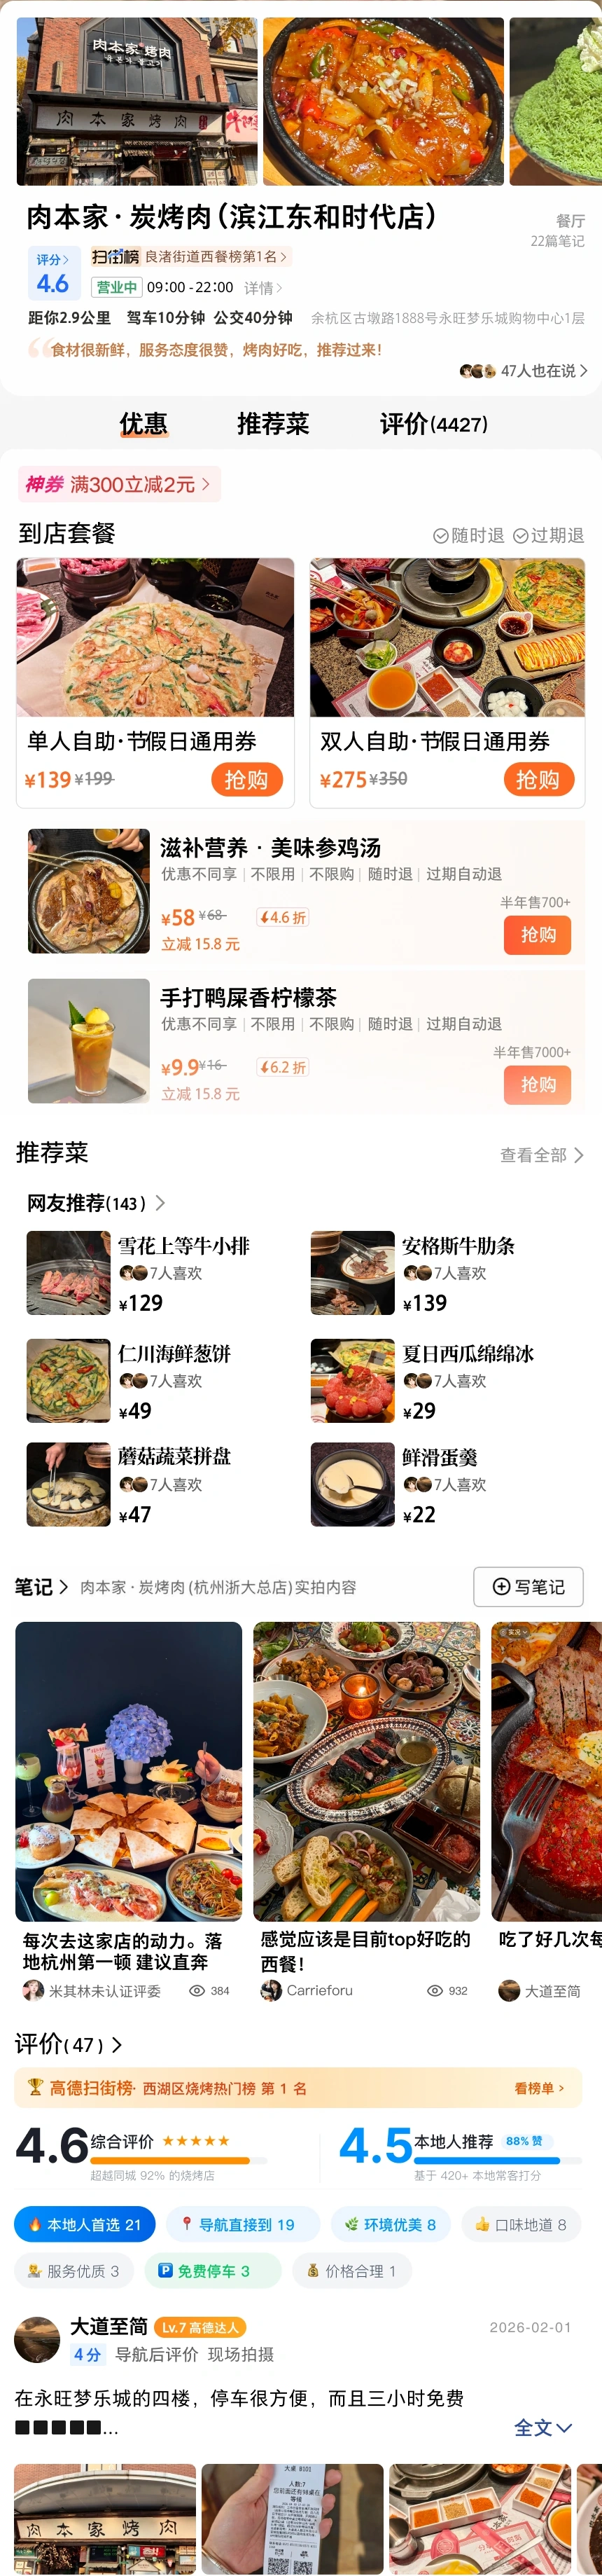 肉本家烤肉
肉本家烤肉
肉本家·炭烤肉(滨江东和时代店)
餐厅
22篇笔记
评分
4.6
扫街榜 良渚街道西餐榜第1名
营业中 09:00-22:00 详情
距你2.9公里 驾车10分钟 公交40分钟 余杭区古墩路1888号永旺梦乐城购物中心1层
食材很新鲜，服务态度很赞，烤肉好吃，推荐过来!
47人也在说
优惠 推荐菜 评价(4427)
神券 满300立减2元
到店套餐 随时退 过期退
单人自助·节假日通用券 双人自助·节假日通用券
¥139 ¥199 抢购 ¥275 ¥350 抢购
滋补营养·美味参鸡汤
优惠不同享 | 不限用 | 不限购 | 随时退 | 过期自动退
半年售700+
¥58 ¥68 4.6 折
立减 15.8 元 抢购
手打鸭屎香柠檬茶
优惠不同享 | 不限用 | 不限购 | 随时退 | 过期自动退
半年售7000+
¥9.9 ¥16 6.2 折
立减 15.8 元 抢购
推荐菜 查看全部
网友推荐(143)
雪花上等牛小排 安格斯牛肋条
7人喜欢 7人喜欢
¥129 ¥139
仁川海鲜葱饼 夏日西瓜绵绵冰
7人喜欢 7人喜欢
¥49 ¥29
蘑菇蔬菜拼盘 鲜滑蛋羹
7人喜欢 7人喜欢
¥47 ¥22
笔记 肉本家·炭烤肉(杭州浙大总店)实拍内容 写笔记
实况
每次去这家店的动力。落
地杭州第一顿 建议直奔
米其林未认证评委 384
感觉应该是目前top好吃的
西餐!
Carrieforu 932
吃了好几次每
大道至简
评价(47)
高德扫街榜· 西湖区烧烤热门榜 第 1 名 看榜单
4.6 综合评价 ★★★★★
超越同城 92% 的烧烤店
4.5 本地人推荐 88% 赞
基于 420+ 本地常客打分
本地人首选 21 导航直接到 19 环境优美 8 口味地道 8
服务优质 3 P 免费停车 3 价格合理 1
大道至简 Lv.7 高德达人 2026-02-01
4 分 导航后评价 现场拍摄
在永旺梦乐城的四楼，停车很方便，而且三小时免费
■■■■■... 全文
肉本家烤肉
大桌 B101
人数:7